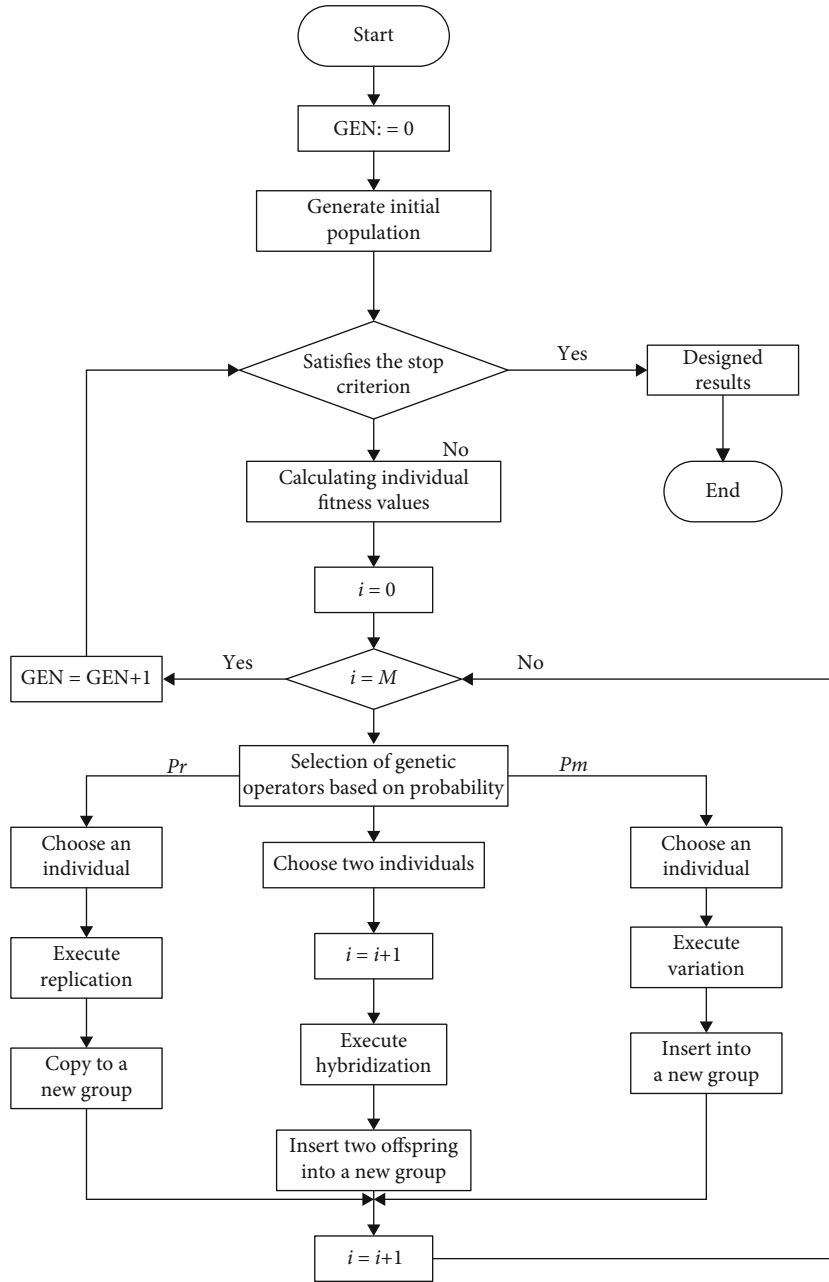 Start
GEN: = 0
Generate initial
population
Satisfies the stop
criterion
Yes
Designed
results
No
End
Calculating individual
fitness values
i = 0
GEN = GEN+1
Yes
i = M
No
Selection of genetic
operators based on probability
Pr
Pm
Choose an
individual
Choose two individuals
Choose an
individual
Execute
replication
i = i+1
Execute
variation
Copy to a
new group
Execute
hybridization
Insert into
a new group
Insert two offspring
into a new group
i = i+1